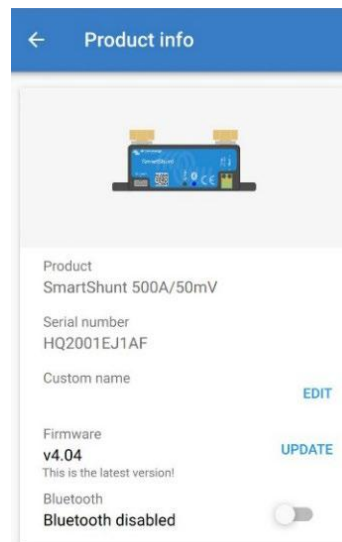 Product info
SmartShunt
Product
SmartShunt 500A/50mV
Serial number
HQ2001EJ1AF
Custom name
EDIT
Firmware
v4.04
UPDATE
This is the latest version!
Bluetooth
Bluetooth disabled